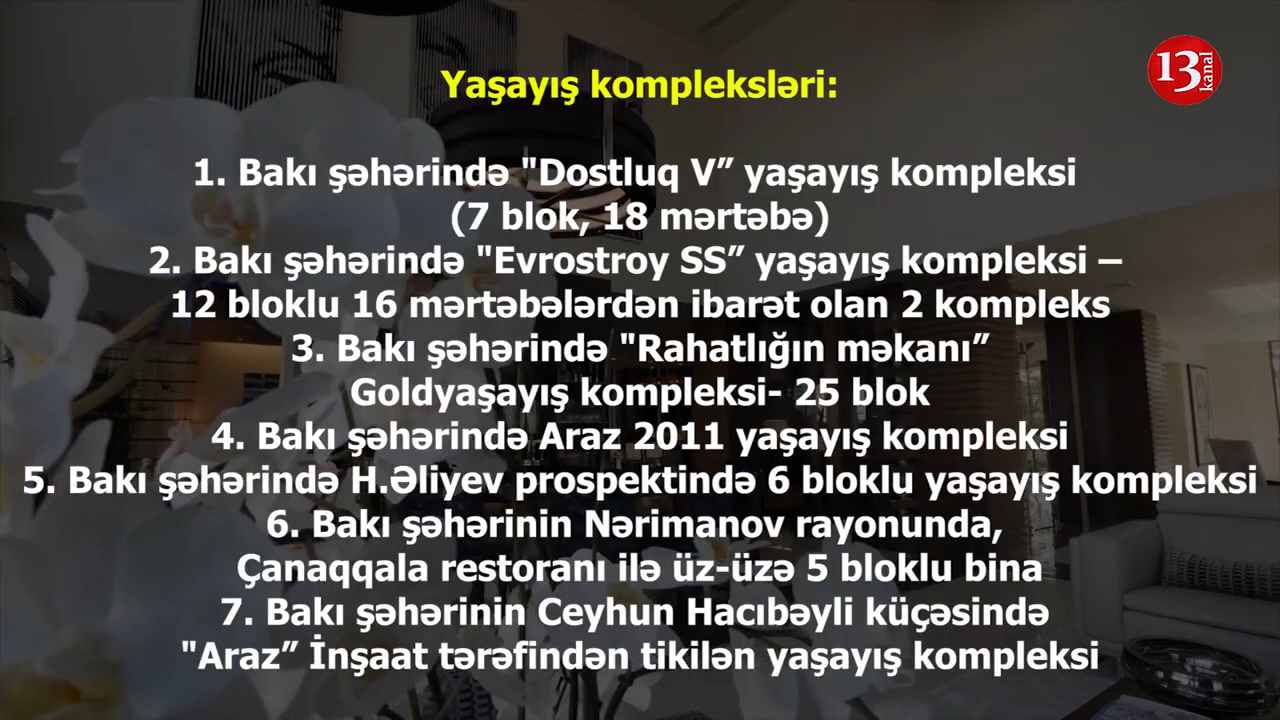 13
kanal
Yaşayış kompleksləri:
1. Bakı şəhərində "Dostluq V” yaşayış kompleksi
(7 blok, 18 mərtəbə)
2. Bakı şəhərində "Evrostroy SS” yaşayış kompleksi –
12 bloklu 16 mərtəbələrdən ibarət olan 2 kompleks
3. Bakı şəhərində "Rahatlığın məkanı”
Goldyaşayış kompleksi- 25 blok
4. Bakı şəhərində Araz 2011 yaşayış kompleksi
5. Bakı şəhərində H.Əliyev prospektində 6 bloklu yaşayış kompleksi
6. Bakı şəhərinin Nərimanov rayonunda,
Çanaqqala restoranı ilə üz-üzə 5 bloklu bina
7. Bakı şəhərinin Ceyhun Hacıbəyli küçəsində
"Araz” İnşaat tərəfindən tikilən yaşayış kompleksi